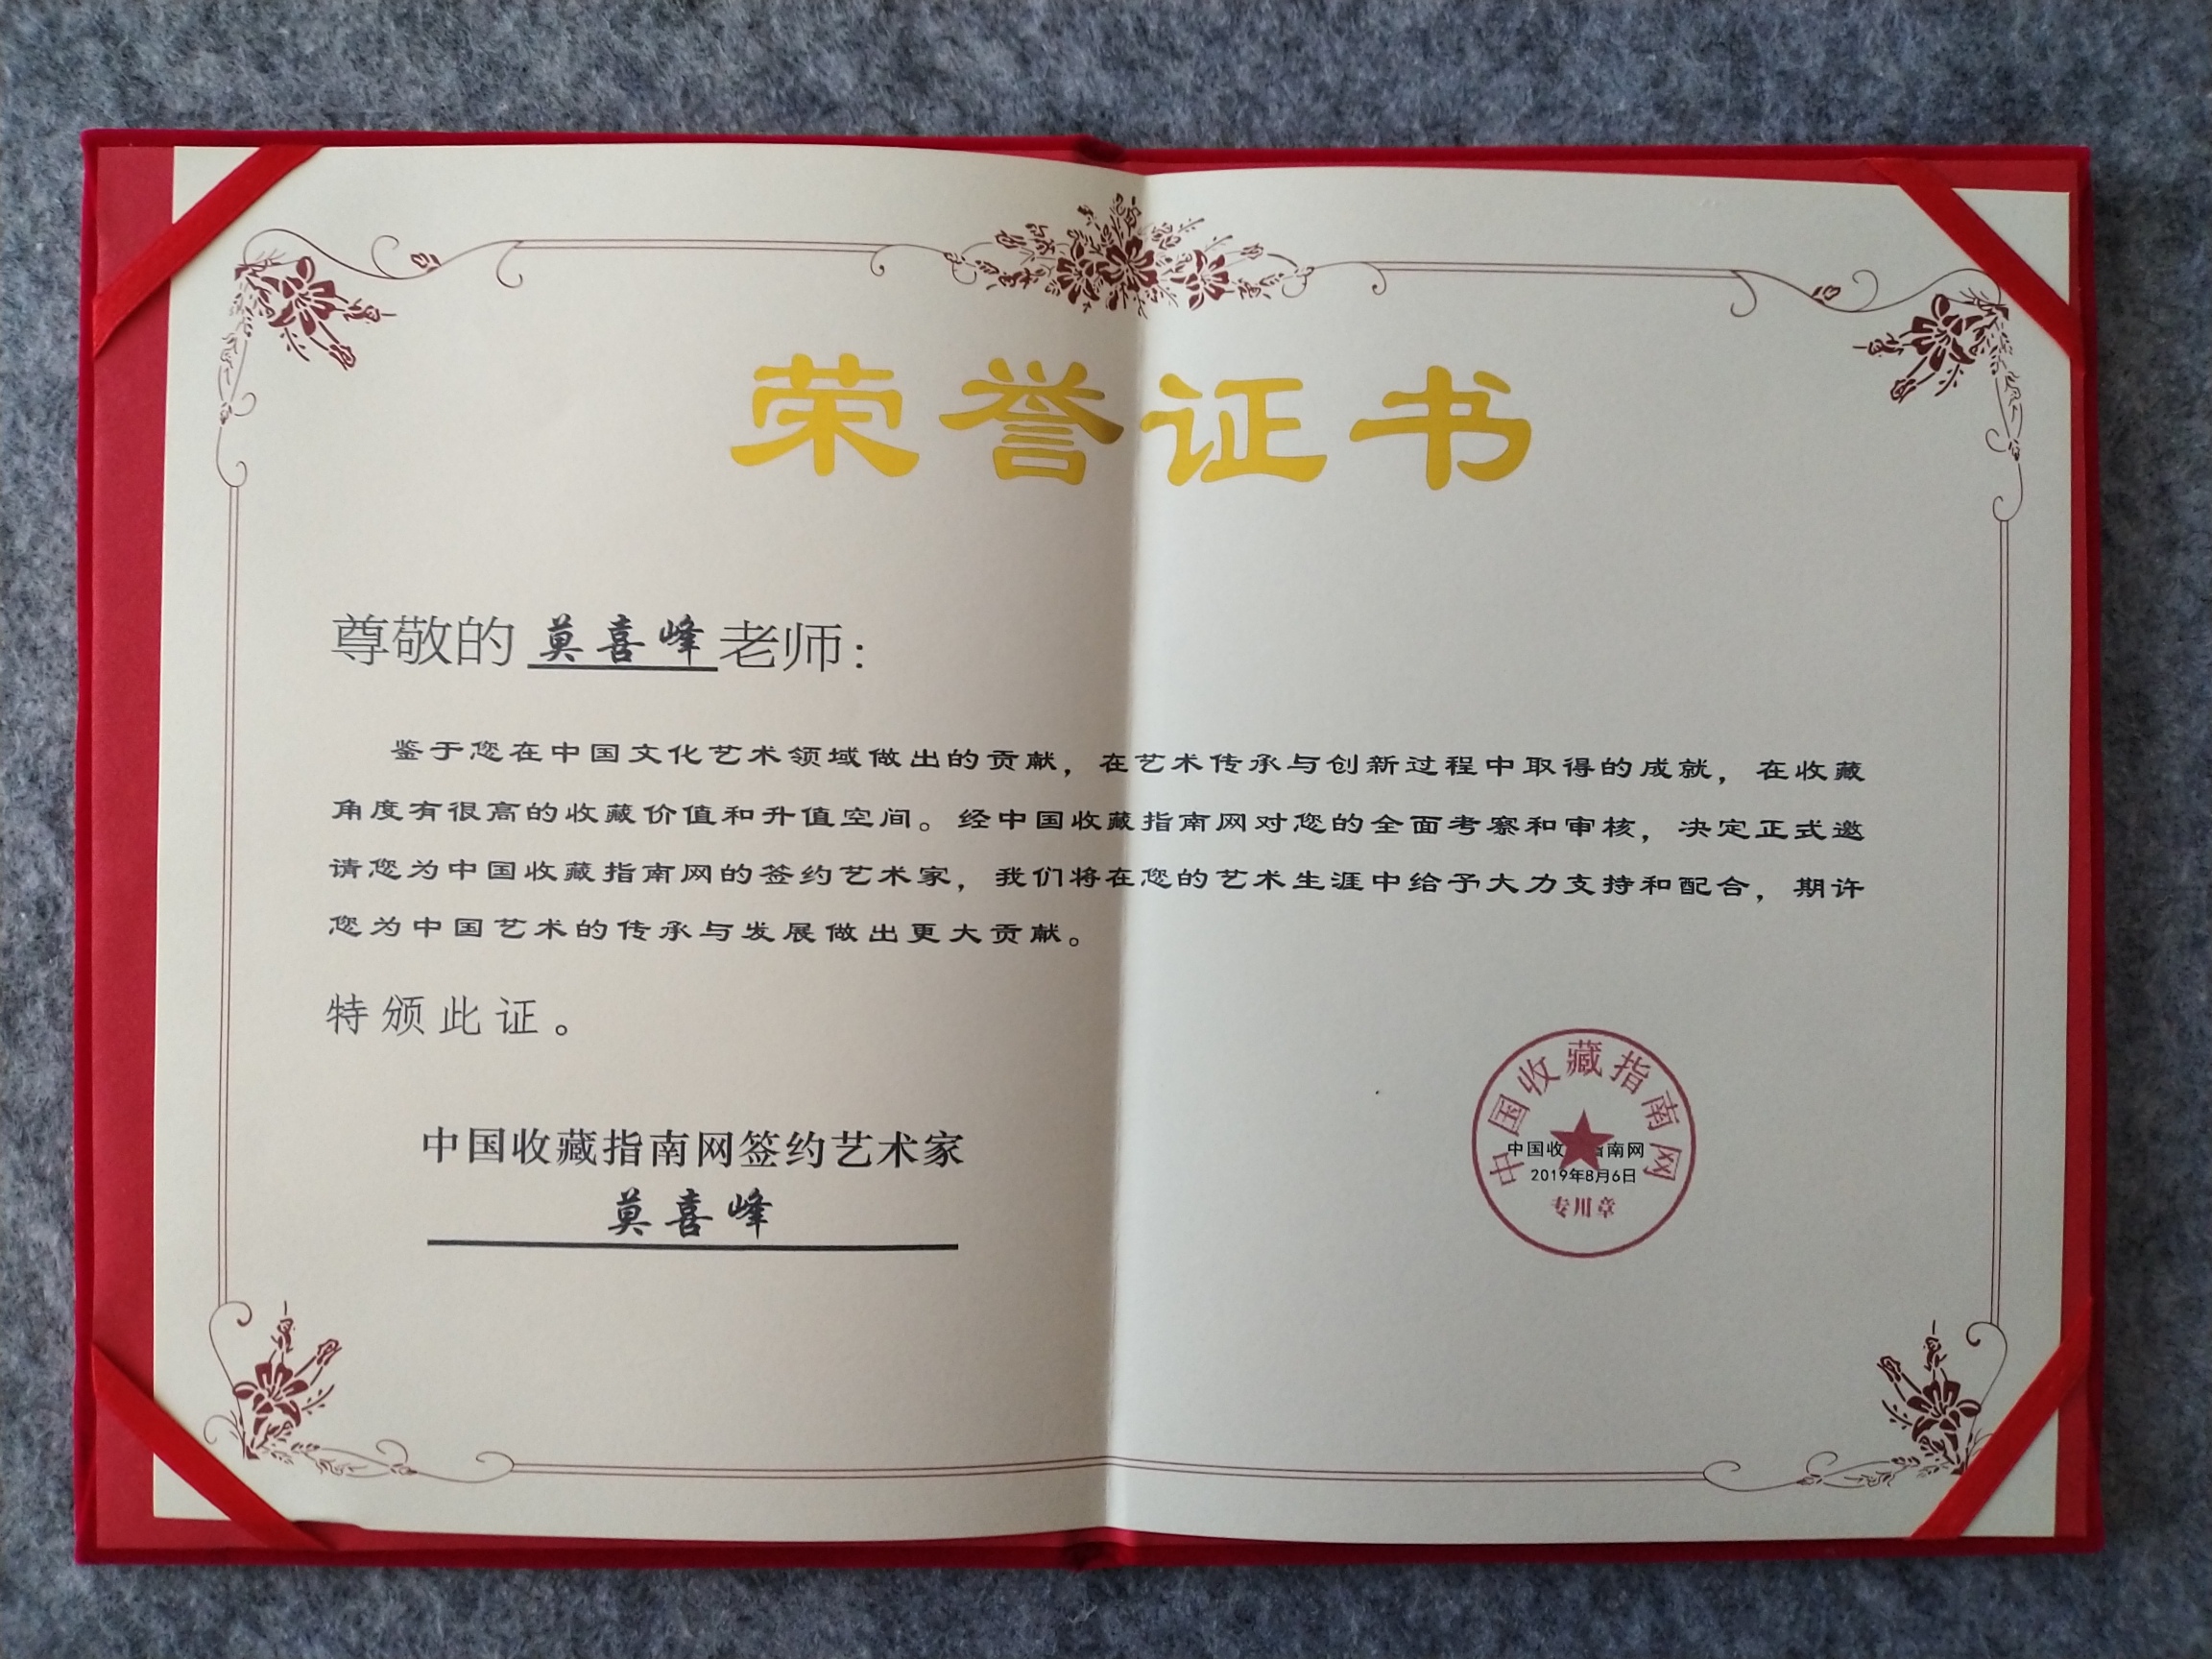 荣誉证书
尊敬的 莫喜峰 老师：
鉴于您在中国文化艺术领域做出的贡献，在艺术传承与创新过程中取得的成就，在收藏
角度有很高的收藏价值和升值空间。经中国收藏指南网对您的全面考察和审核，决定正式邀
请您为中国收藏指南网的签约艺术家，我们将在您的艺术生涯中给予大力支持和配合，期许
您为中国艺术的传承与发展做出更大贡献。
特颁此证。
中国收藏指南网签约艺术家
莫喜峰
中国收藏指南网
中国收 指南网
2019年8月6日
专用章